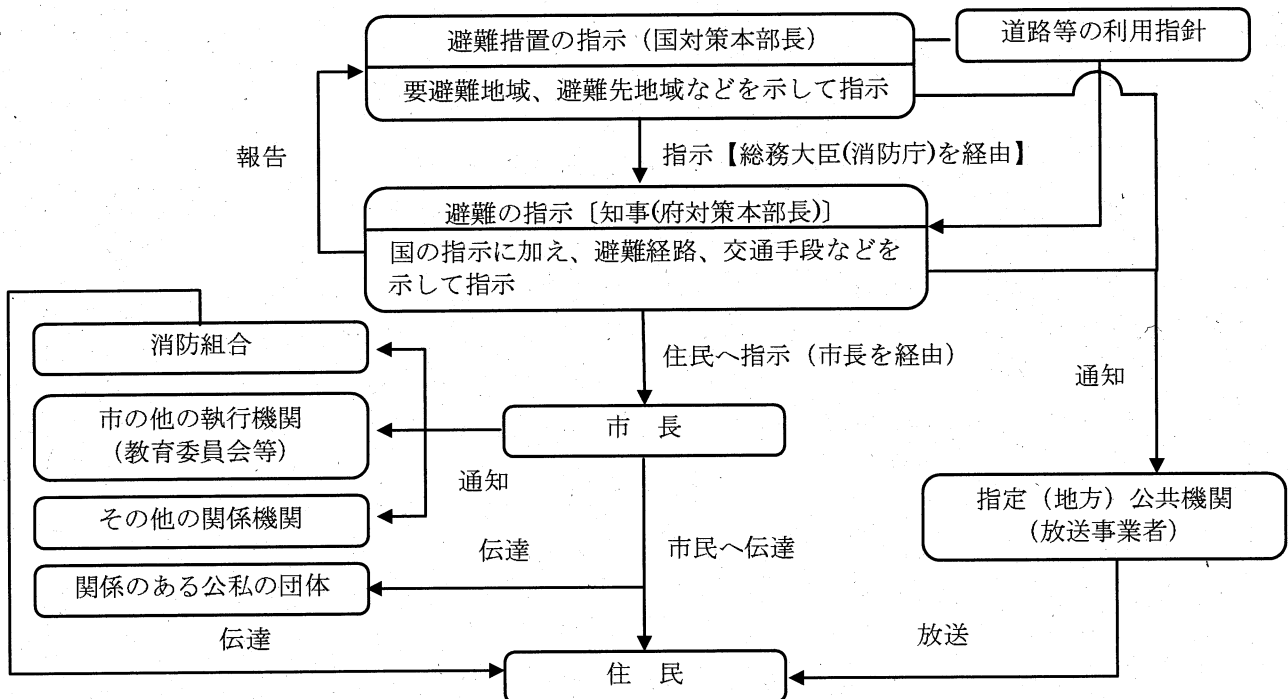 避難措置の指示（国対策本部長）
道路等の利用指針
要避難地域、避難先地域などを示して指示
報告
指示【総務大臣(消防庁)を経由】
避難の指示〔知事(府対策本部長)〕
国の指示に加え、避難経路、交通手段などを
示して指示
消防組合
住民へ指示（市長を経由）
通知
市の他の執行機関
（教育委員会等）
市　長
通知
指定（地方）公共機関
（放送事業者）
その他の関係機関
伝達
市民へ伝達
関係のある公私の団体
伝達
放送
住　民